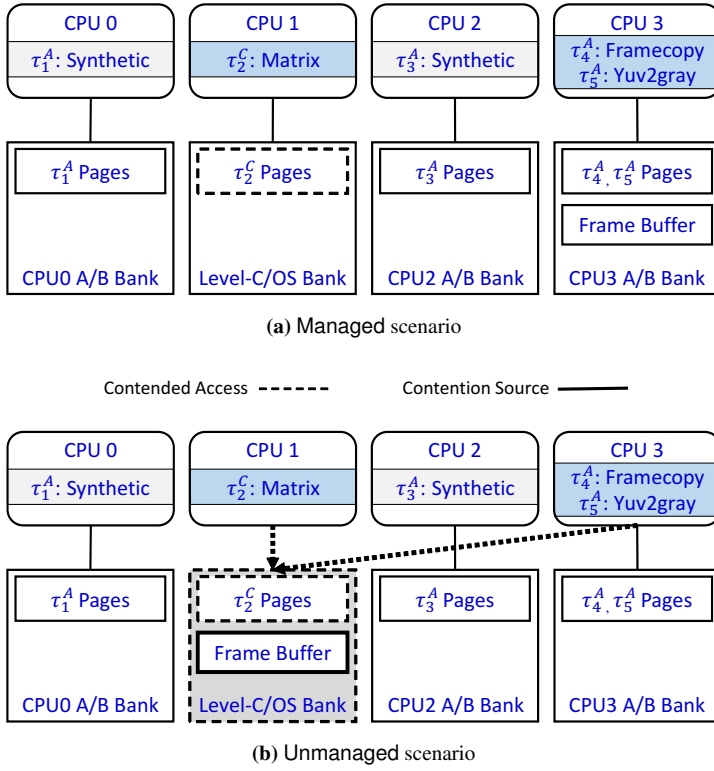 CPU 0 CPU 1 CPU 2 CPU 3
τ₁ᴬ: Synthetic τ₂ᶜ: Matrix τ₃ᴬ: Synthetic τ₄ᴬ: Framecopy
τ₅ᴬ: Yuv2gray
τ₁ᴬ Pages τ₂ᶜ Pages τ₃ᴬ Pages τ₄ᴬ, τ₅ᴬ Pages
Frame Buffer
CPU0 A/B Bank Level-C/OS Bank CPU2 A/B Bank CPU3 A/B Bank
(a) Managed scenario
Contended Access Contention Source
CPU 0 CPU 1 CPU 2 CPU 3
τ₁ᴬ: Synthetic τ₂ᶜ: Matrix τ₃ᴬ: Synthetic τ₄ᴬ: Framecopy
τ₅ᴬ: Yuv2gray
τ₁ᴬ Pages τ₂ᶜ Pages τ₃ᴬ Pages τ₄ᴬ, τ₅ᴬ Pages
Frame Buffer
CPU0 A/B Bank Level-C/OS Bank CPU2 A/B Bank CPU3 A/B Bank
(b) Unmanaged scenario